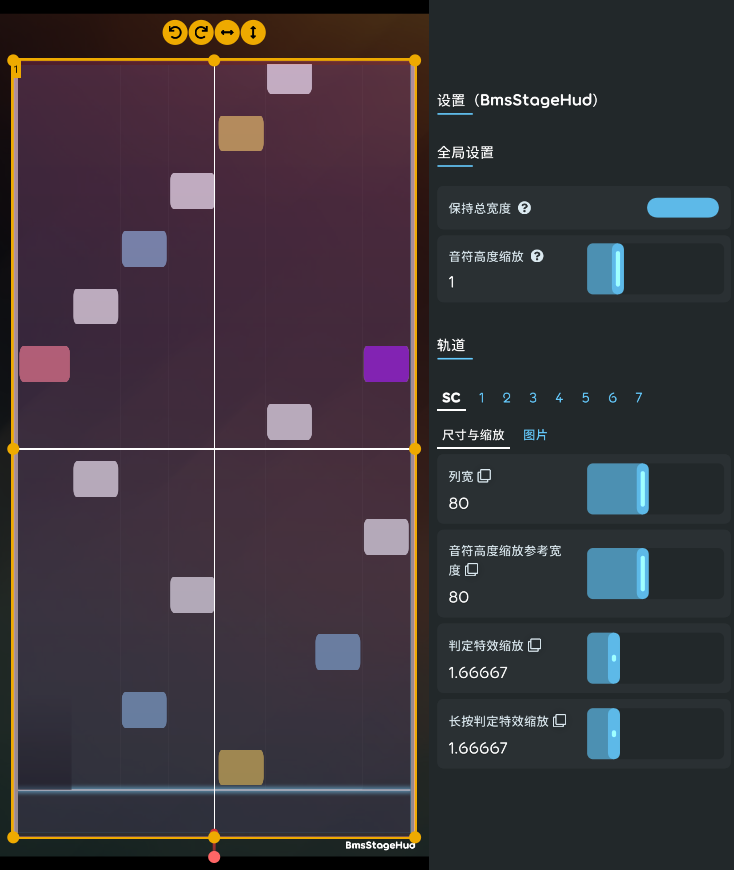 1
BmsStageHud
设置（BmsStageHud）
全局设置
保持总宽度 ?
音符高度缩放 ?
1
轨道
SC 1 2 3 4 5 6 7
尺寸与缩放 图片
列宽
80
音符高度缩放参考宽
度
80
判定特效缩放
1.66667
长按判定特效缩放
1.66667